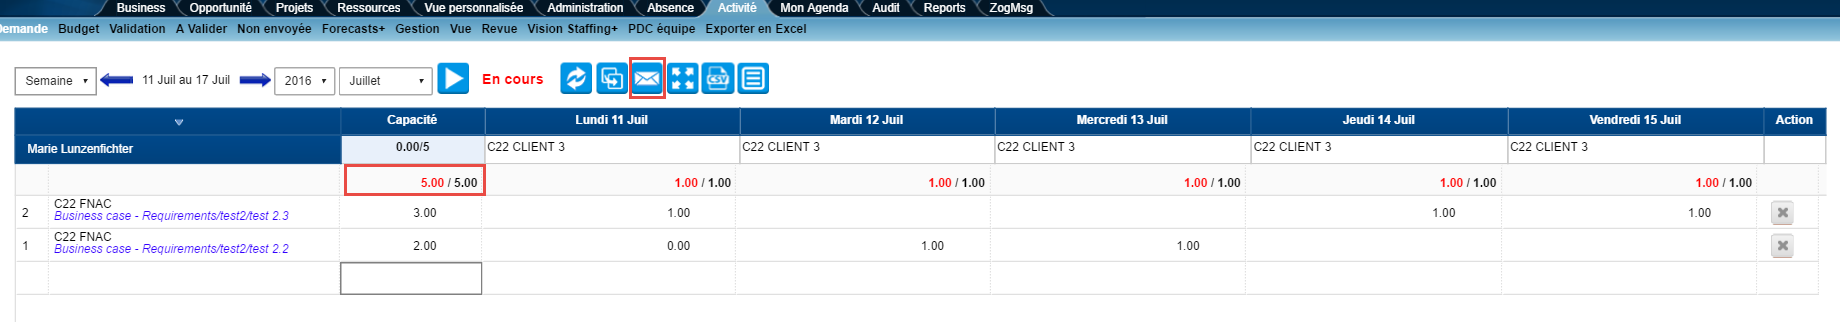 Business Opportunité Projets Ressources Vue personnalisée Administration Absence Activité Mon Agenda Audit Reports ZogMsg
Demande Budget Validation A Valider Non envoyée Forecasts+ Gestion Vue Revue Vision Staffing+ PDC équipe Exporter en Excel
Semaine 11 Juil au 17 Juil 2016 Juillet En cours CSV
Capacité Lundi 11 Juil Mardi 12 Juil Mercredi 13 Juil Jeudi 14 Juil Vendredi 15 Juil Action
Marie Lunzenfichter 0.00/5 C22 CLIENT 3 C22 CLIENT 3 C22 CLIENT 3 C22 CLIENT 3 C22 CLIENT 3
5.00 / 5.00 1.00 / 1.00 1.00 / 1.00 1.00 / 1.00 1.00 / 1.00 1.00 / 1.00
2 C22 FNAC 3.00 1.00 1.00 1.00
Business case - Requirements/test2/test 2.3
1 C22 FNAC 2.00 0.00 1.00 1.00
Business case - Requirements/test2/test 2.2